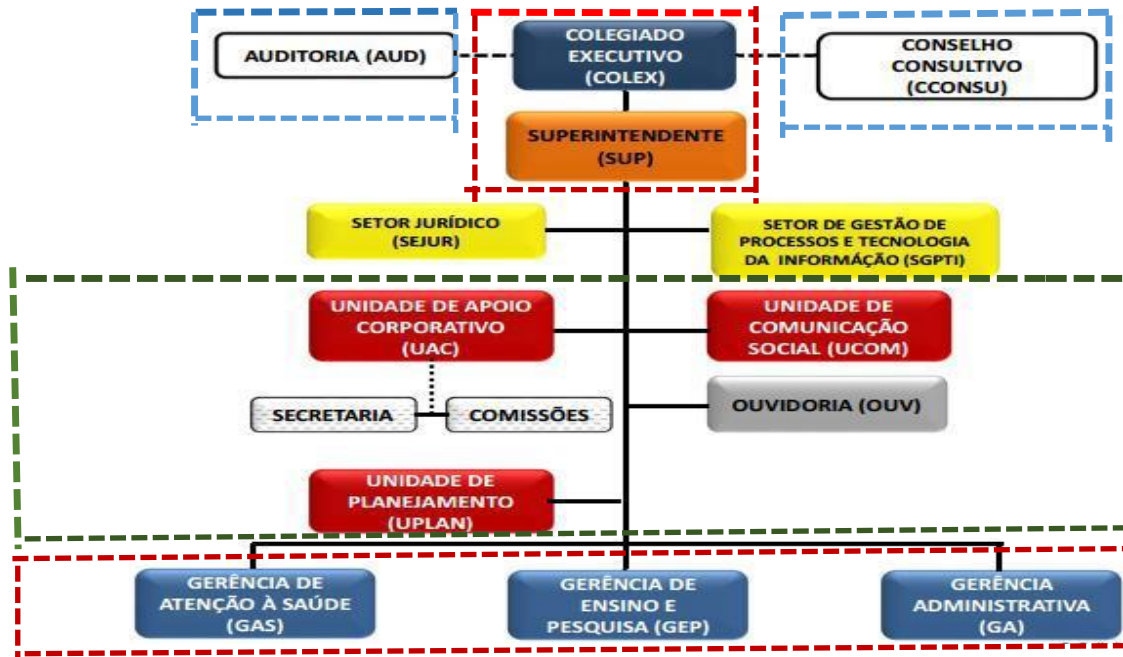 AUDITORIA (AUD)
COLEGIADO
EXECUTIVO
(COLEX)
CONSELHO
CONSULTIVO
(CCONSU)
SUPERINTENDENTE
(SUP)
SETOR JURÍDICO
(SEJUR)
SETOR DE GESTÃO DE
PROCESSOS E TECNOLOGIA
DA INFORMÁÇÃO (SGPTI)
UNIDADE DE APOIO
CORPORATIVO
(UAC)
UNIDADE DE
COMUNICAÇÃO
SOCIAL (UCOM)
SECRETARIA
COMISSÕES
OUVIDORIA (OUV)
UNIDADE DE
PLANEJAMENTO
(UPLAN)
GERÊNCIA DE
ATENÇÃO À SAÚDE
(GAS)
GERÊNCIA DE
ENSINO E
PESQUISA (GEP)
GERÊNCIA
ADMINISTRATIVA
(GA)